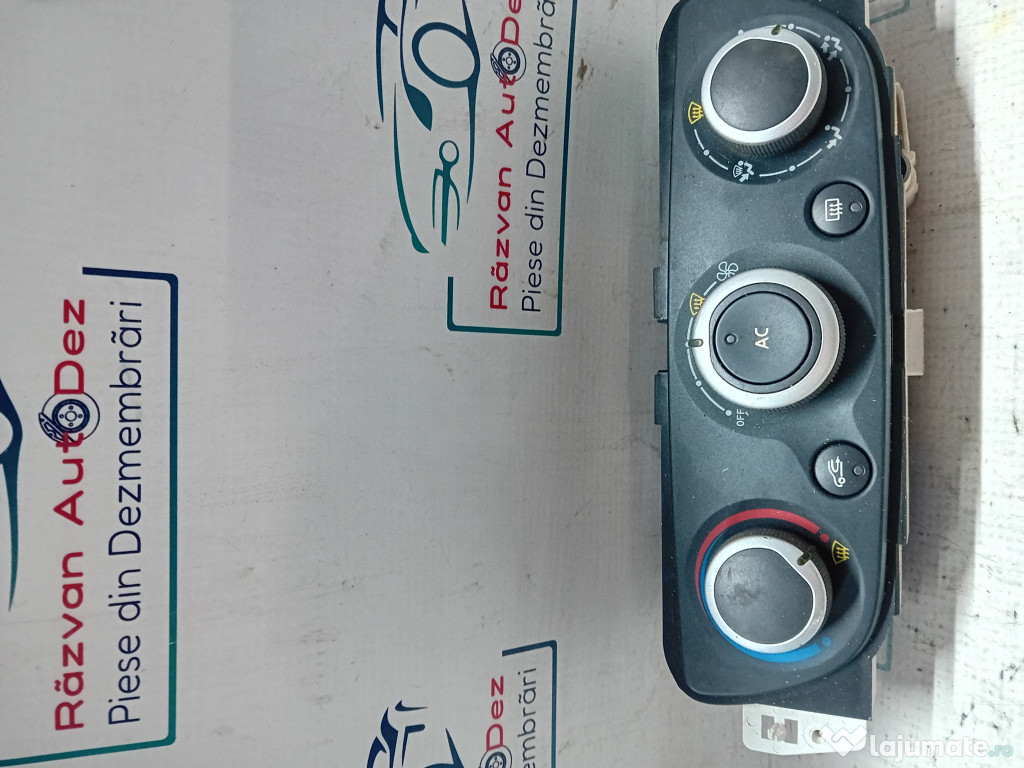 Răzvan AutoDez
Piese din Dezmembrări
Răzvan AutoDez
Piese din Dezmembrări
Dez
embrări
AC
OFF
lajumate.ro